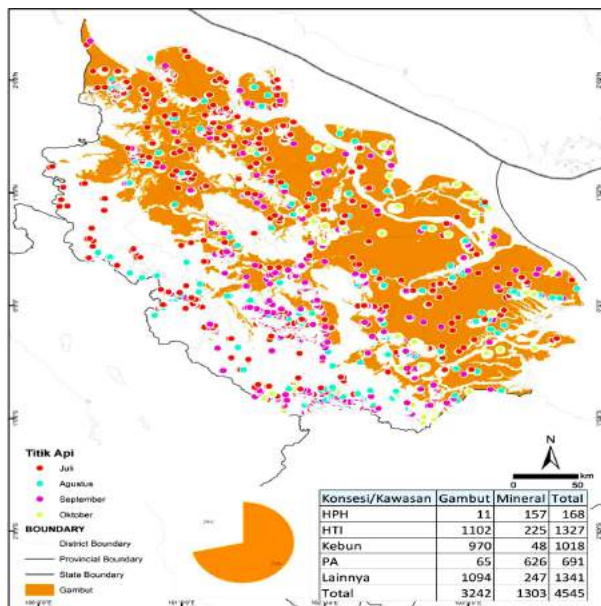 N
0
50
km
Titik Api
Juli
Agustus
September
Oktober
BOUNDARY
District Boundary
Provincial Boundary
State Boundary
Gambut
Konsesi/Kawasan Gambut Mineral Total
HPH 11 157 168
HTI 1102 225 1327
Kebun 970 48 1018
PA 65 626 691
Lainnya 1094 247 1341
Total 3242 1303 4545